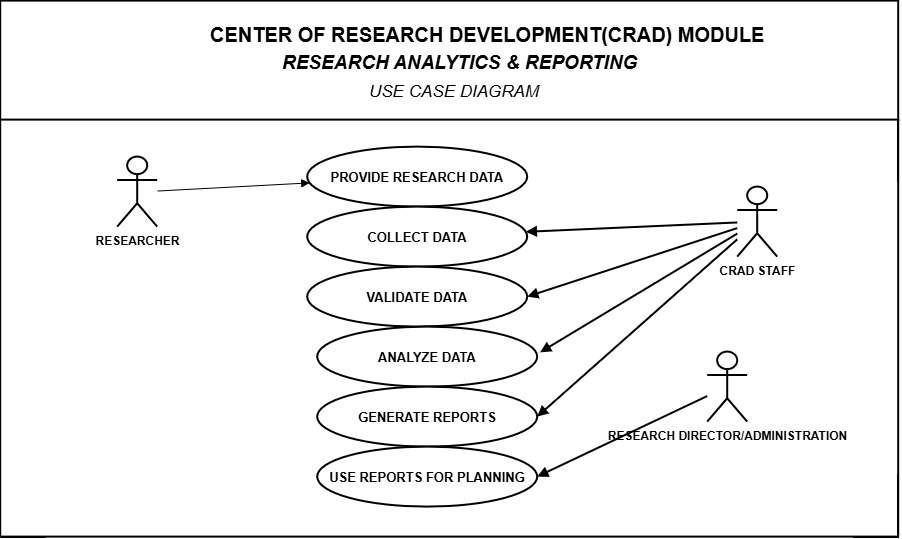 CENTER OF RESEARCH DEVELOPMENT(CRAD) MODULE
RESEARCH ANALYTICS & REPORTING
USE CASE DIAGRAM
PROVIDE RESEARCH DATA
RESEARCHER
COLLECT DATA
CRAD STAFF
VALIDATE DATA
ANALYZE DATA
GENERATE REPORTS
RESEARCH DIRECTOR/ADMINISTRATION
USE REPORTS FOR PLANNING